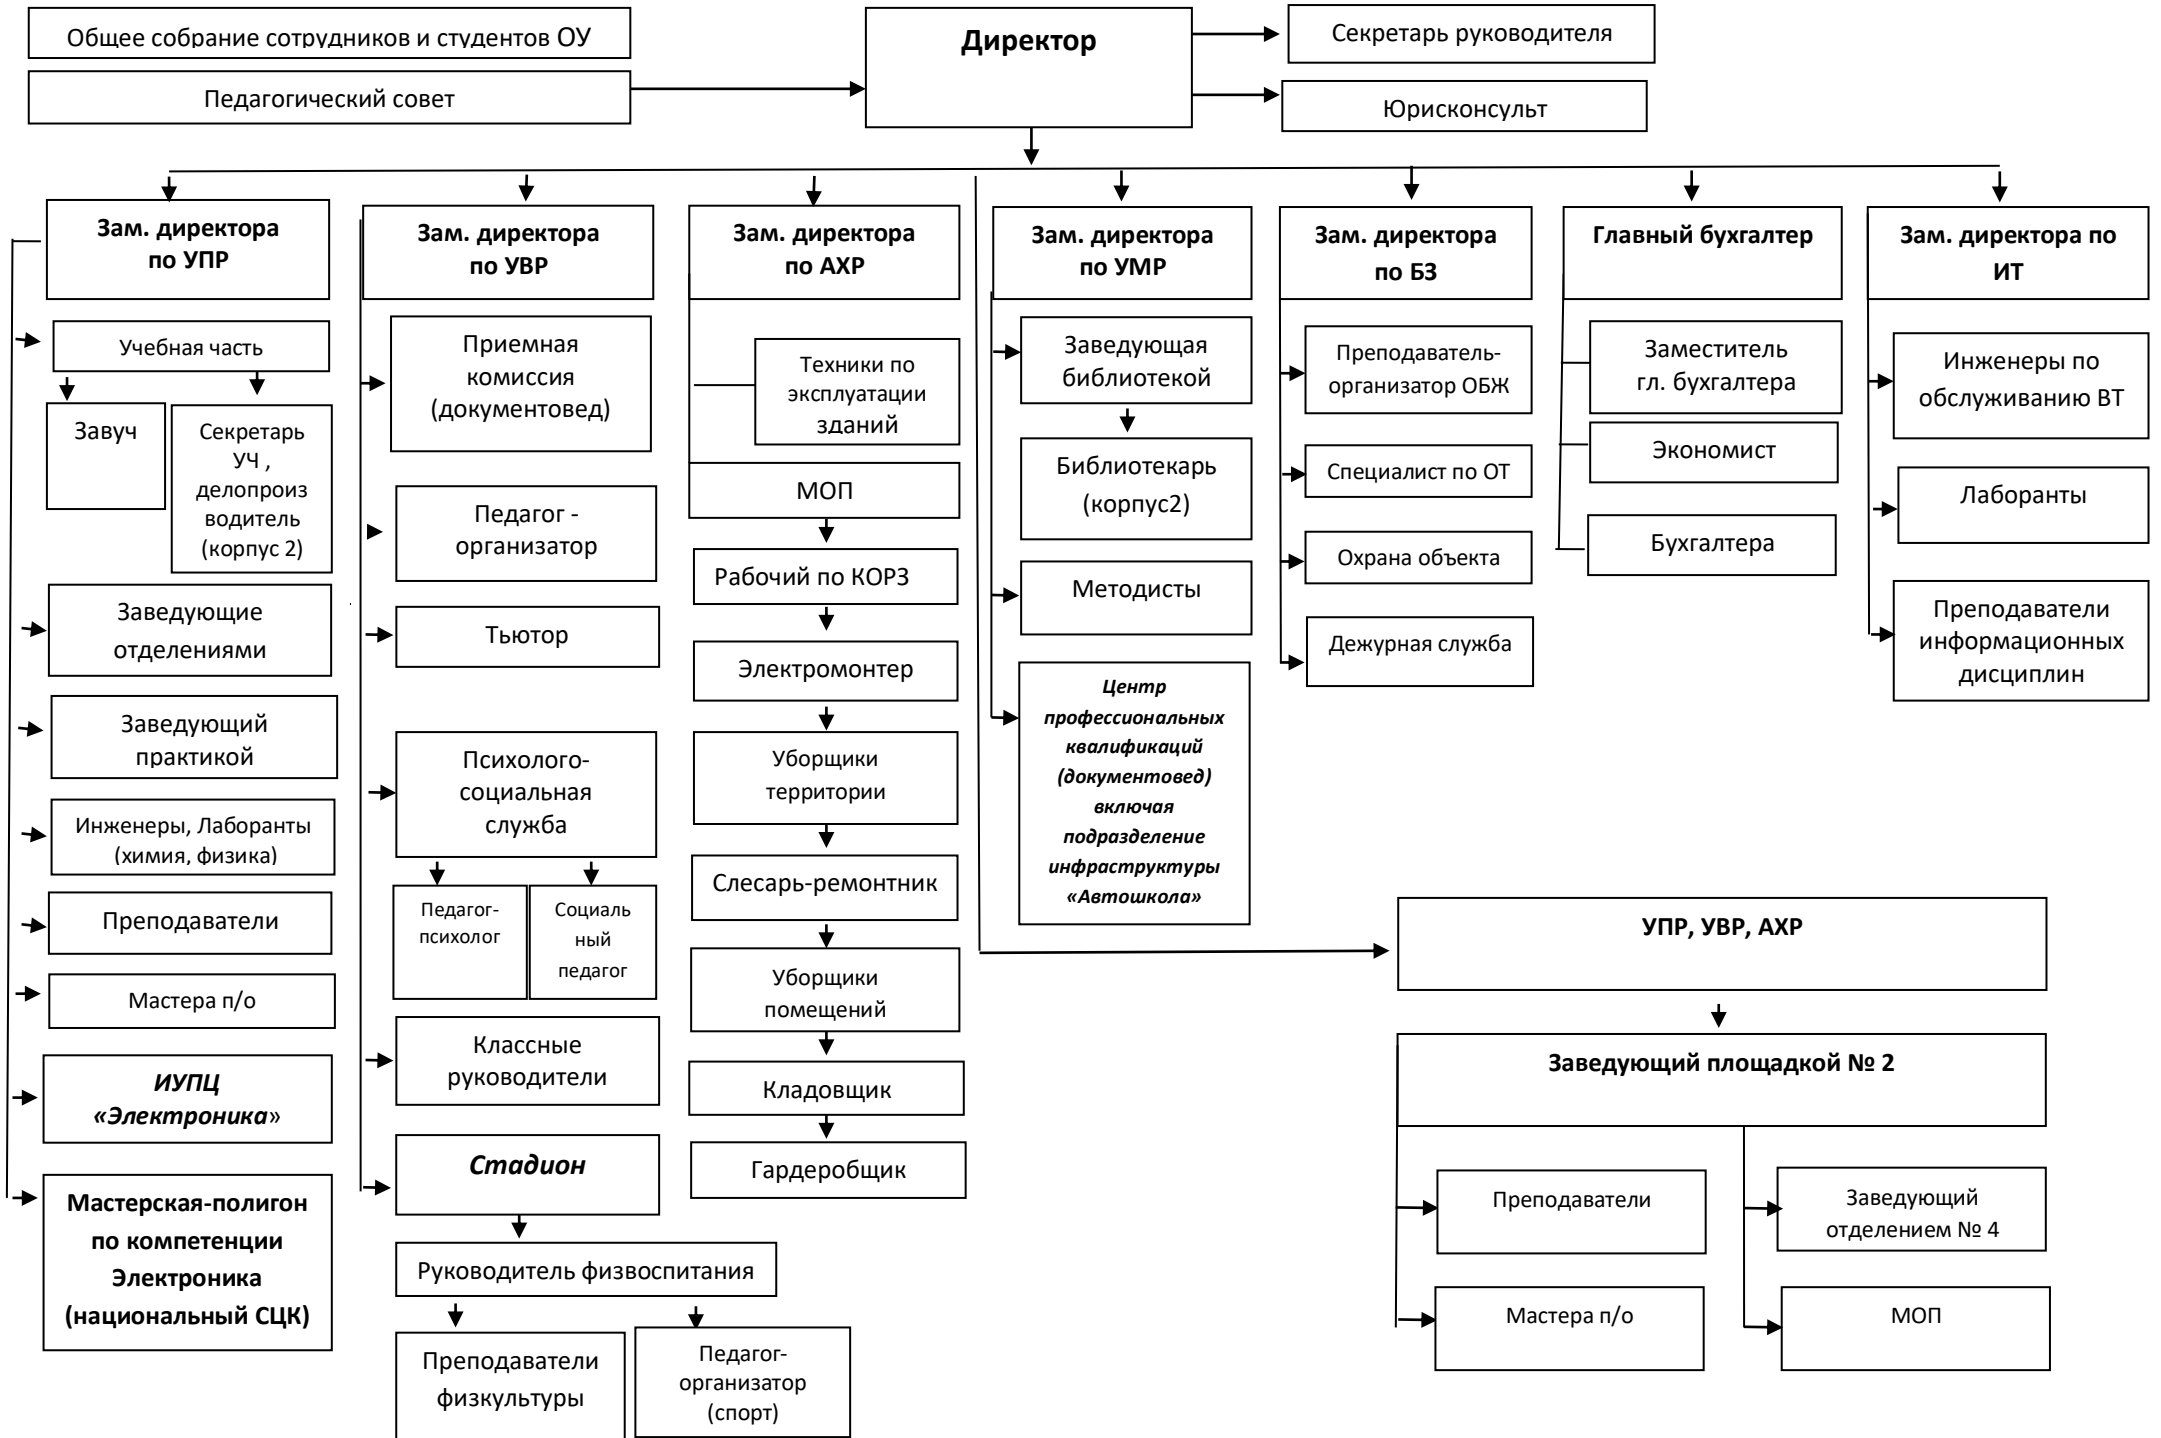 Общее собрание сотрудников и студентов ОУ
Педагогический совет
Директор
Секретарь руководителя
Юрисконсульт
Зам. директора
по УПР
Учебная часть
Завуч
Секретарь
УЧ ,
делопроиз
водитель
(корпус 2)
Заведующие
отделениями
Заведующий
практикой
Инженеры, Лаборанты
(химия, физика)
Преподаватели
Мастера п/о
ИУПЦ
«Электроника»
Мастерская-полигон
по компетенции
Электроника
(национальный СЦК)
Зам. директора
по УВР
Приемная
комиссия
(документовед)
Педагог -
организатор
Тьютор
Психолого-
социальная
служба
Педагог-
психолог
Социаль
ный
педагог
Классные
руководители
Стадион
Руководитель физвоспитания
Преподаватели
физкультуры
Педагог-
организатор
(спорт)
Зам. директора
по АХР
Техники по
эксплуатации
зданий
МОП
Рабочий по КОРЗ
Электромонтер
Уборщики
территории
Слесарь-ремонтник
Уборщики
помещений
Кладовщик
Гардеробщик
Зам. директора
по УМР
Заведующая
библиотекой
Библиотекарь
(корпус2)
Методисты
Центр
профессиональных
квалификаций
(документовед)
включая
подразделение
инфраструктуры
«Автошкола»
Зам. директора
по БЗ
Преподаватель-
организатор ОБЖ
Специалист по ОТ
Охрана объекта
Дежурная служба
Главный бухгалтер
Заместитель
гл. бухгалтера
Экономист
Бухгалтера
Зам. директора по
ИТ
Инженеры по
обслуживанию ВТ
Лаборанты
Преподаватели
информационных
дисциплин
УПР, УВР, АХР
Заведующий площадкой № 2
Преподаватели
Мастера п/о
Заведующий
отделением № 4
МОП